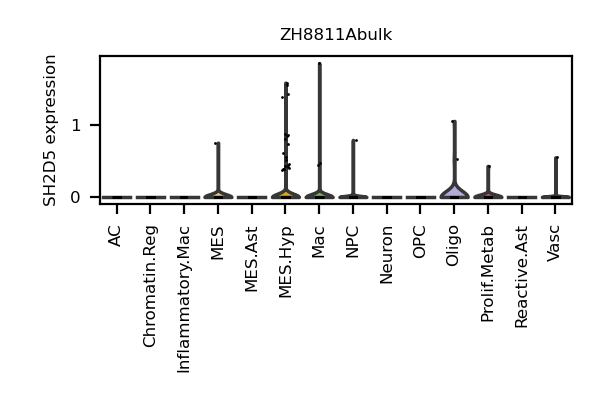 ZH8811Abulk
SH2D5 expression
1
0
AC
Chromatin.Reg
Inflammatory.Mac
MES
MES.Ast
MES.Hyp
Mac
NPC
Neuron
OPC
Oligo
Prolif.Metab
Reactive.Ast
Vasc